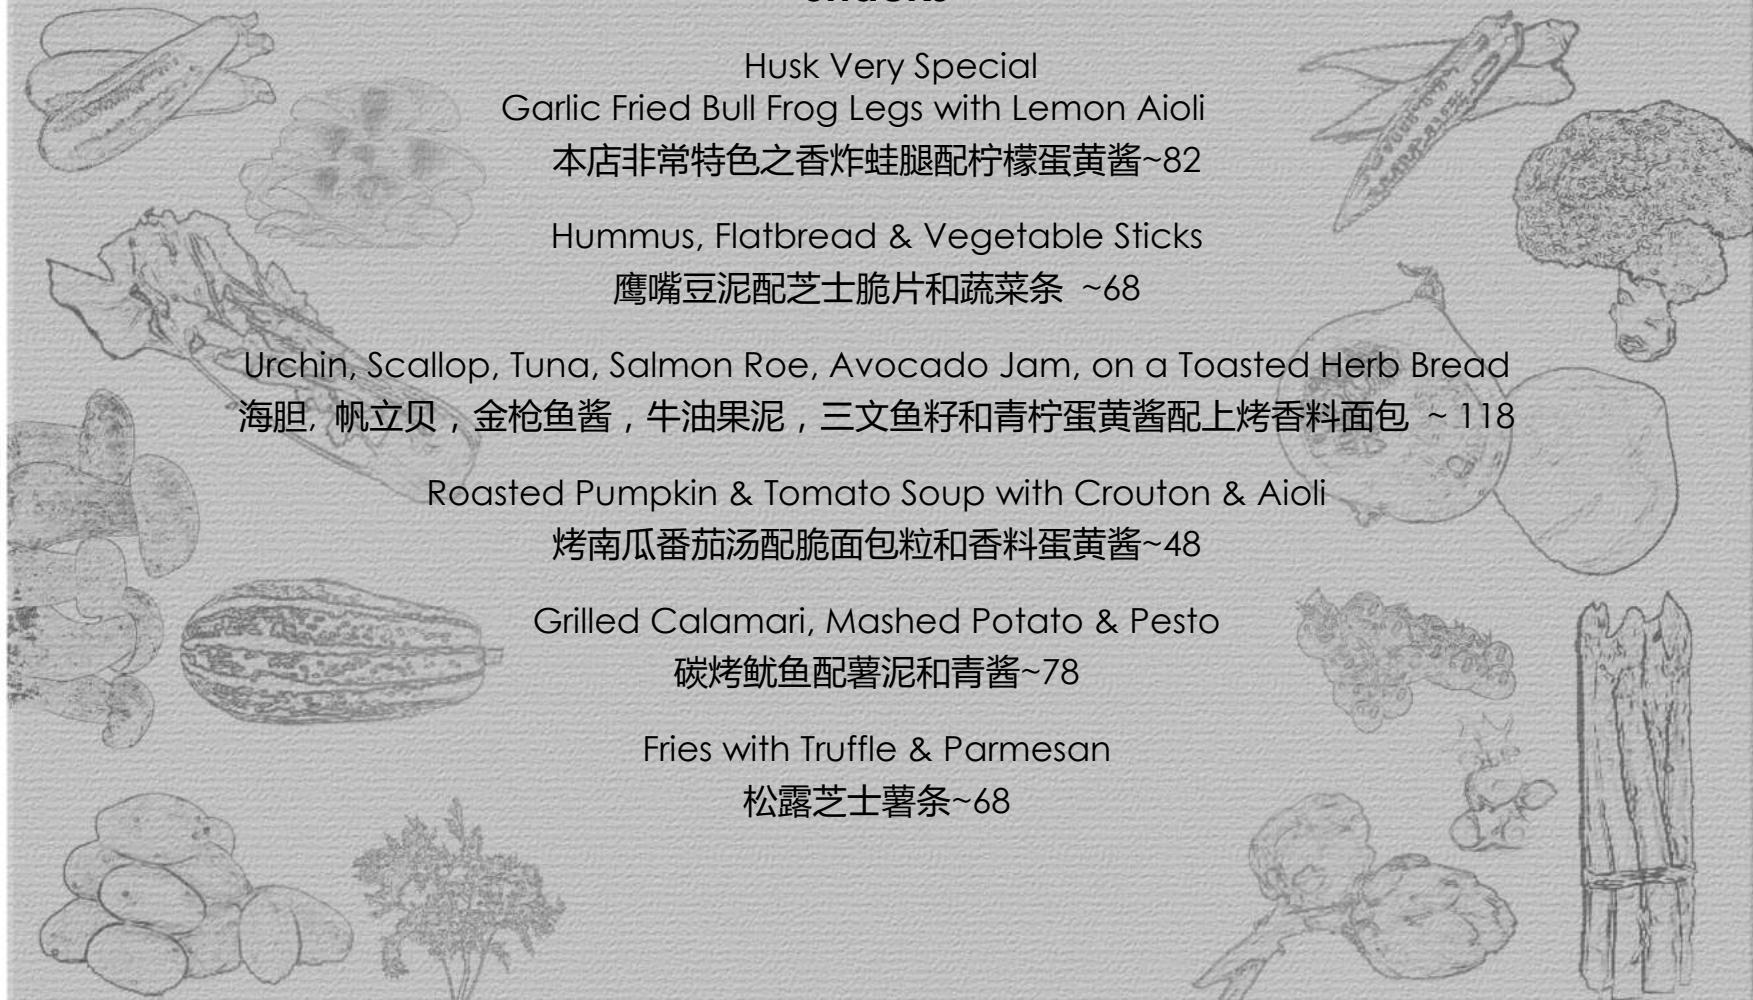 Husk Very Special
Garlic Fried Bull Frog Legs with Lemon Aioli
本店非常特色之香炸蛙腿配柠檬蛋黄酱~82
Hummus, Flatbread & Vegetable Sticks
鹰嘴豆泥配芝士脆片和蔬菜条 ~68
Urchin, Scallop, Tuna, Salmon Roe, Avocado Jam, on a Toasted Herb Bread
海胆, 帆立贝，金枪鱼酱，牛油果泥，三文鱼籽和青柠蛋黄酱配上烤香料面包 ~ 118
Roasted Pumpkin & Tomato Soup with Crouton & Aioli
烤南瓜番茄汤配脆面包粒和香料蛋黄酱~48
Grilled Calamari, Mashed Potato & Pesto
碳烤鱿鱼配薯泥和青酱~78
Fries with Truffle & Parmesan
松露芝士薯条~68